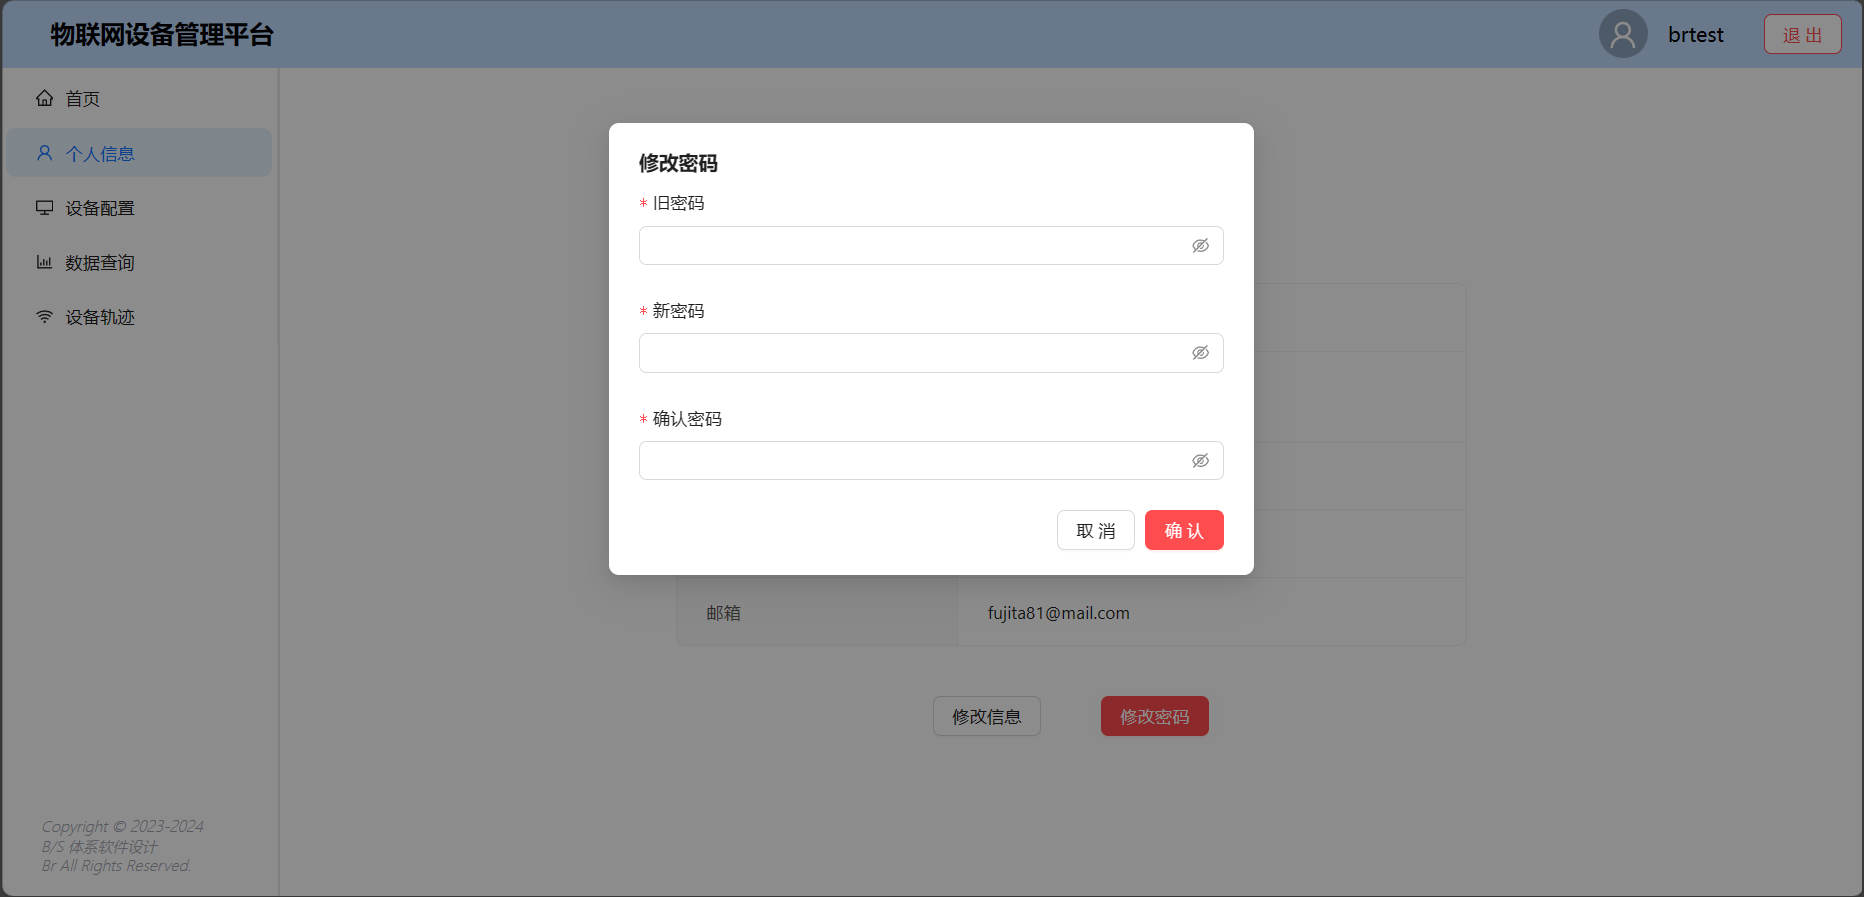 物联网设备管理平台
brtest
退 出
首页
个人信息
设备配置
数据查询
设备轨迹
修改密码
* 旧密码
* 新密码
* 确认密码
取 消
确 认
邮箱
fujita81@mail.com
修改信息
修改密码
Copyright © 2023-2024
B/S 体系软件设计
Br All Rights Reserved.